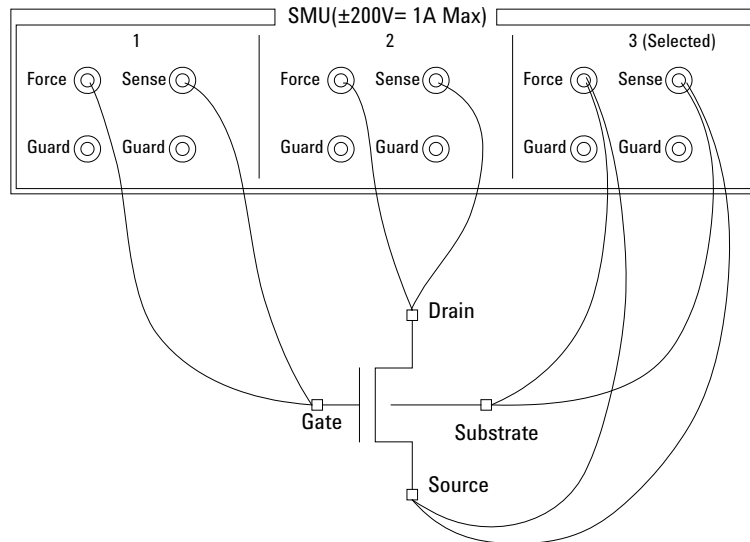 SMU(±200V= 1A Max)
1
2
3 (Selected)
Force
Sense
Force
Sense
Force
Sense
Guard
Guard
Guard
Guard
Guard
Guard
Drain
Gate
Substrate
Source